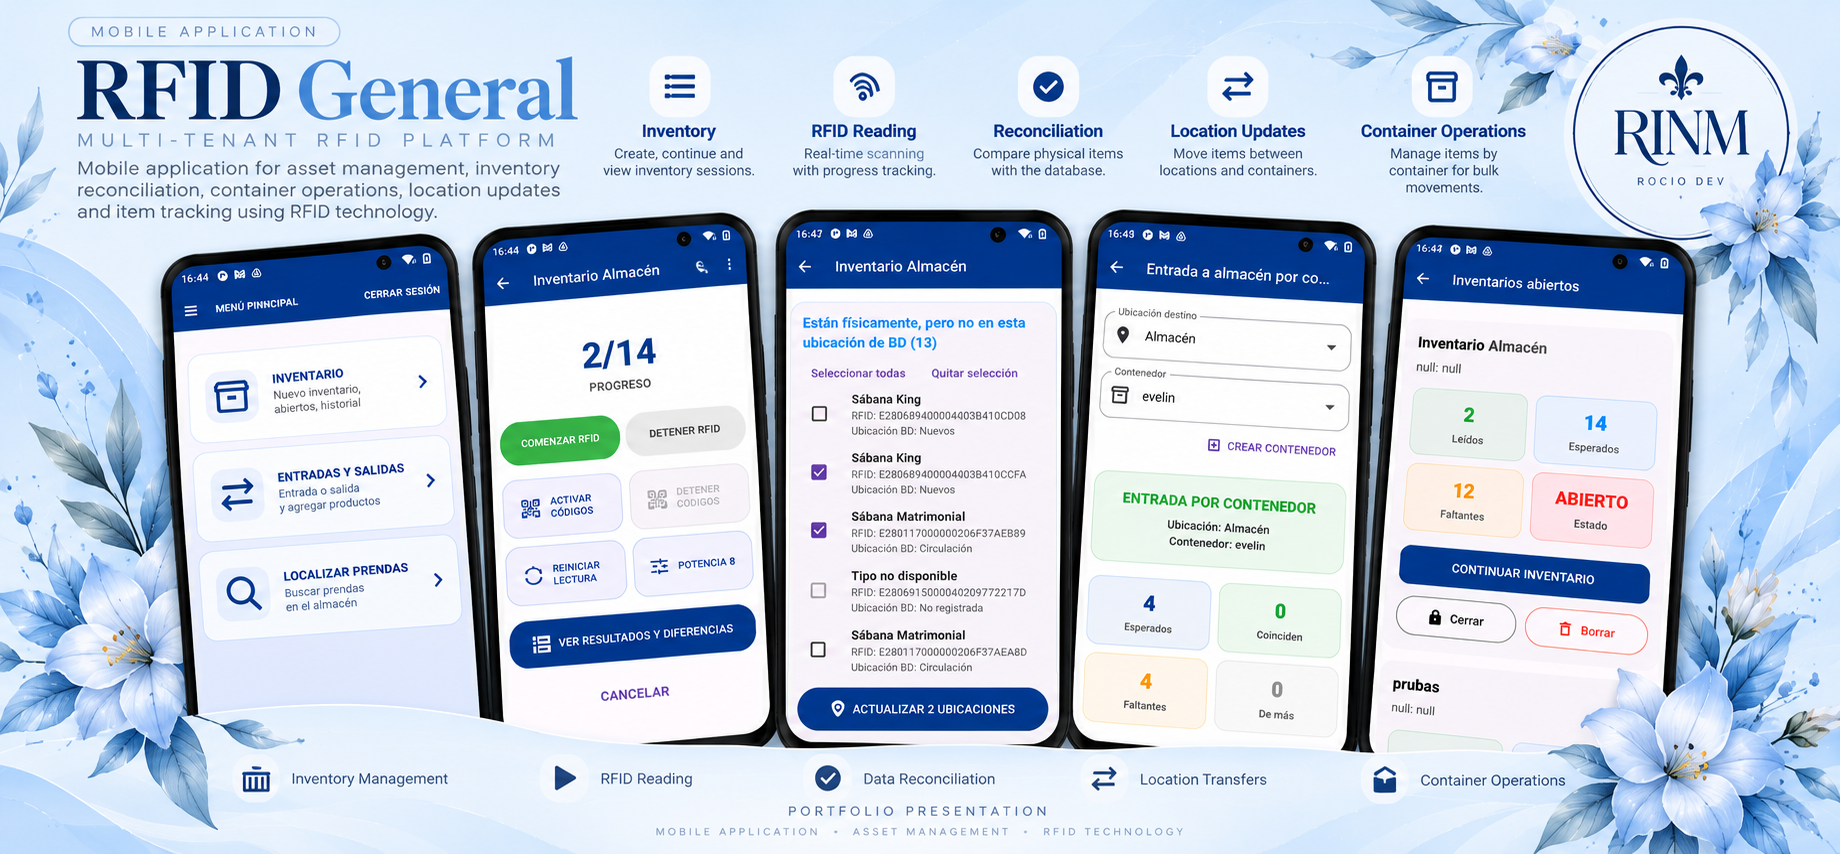 MOBILE APPLICATION
RFID General
MULTI-TENANT RFID PLATFORM
Mobile application for asset management, inventory
reconciliation, container operations, location updates
and item tracking using RFID technology.
Inventory
Create, continue and
view inventory sessions.
RFID Reading
Real-time scanning
with progress tracking.
Reconciliation
Compare physical items
with the database.
Location Updates
Move items between
locations and containers.
Container Operations
Manage items by
container for bulk
movements.
RINM
ROCIO DEV
16:44
MENÚ PINNCIPAL
CERRAR SESIÓN
INVENTARIO
Nuevo inventario,
abiertos, historial
ENTRADAS Y SALIDAS
Entrada o salida
y agregar productos
LOCALIZAR PRENDAS
Buscar prendas
en el almacén
16:44
Inventario Almacén
2/14
PROGRESO
COMENZAR RFID
DETENER RFID
ACTIVAR
CÓDIGOS
DETENER
CODIGOS
REINICIAR
LECTURA
POTENCIA 8
VER RESULTADOS Y DIFERENCIAS
CANCELAR
16:47
Inventario Almacén
Están físicamente, pero no en esta
ubicación de BD (13)
Seleccionar todas
Quitar selección
Sábana King
RFID: E280689400004003B410CD08
Ubicación BD: Nuevos
Sábana King
RFID: E280689400004003B410CCFA
Ubicación BD: Nuevos
Sábana Matrimonial
RFID: E280117000000206F37AEB89
Ubicación BD: Circulación
Tipo no disponible
RFID: E2806915000040209772217D
Ubicación BD: No registrada
Sábana Matrimonial
RFID: E280117000000206F37AEA8D
Ubicación BD: Circulación
ACTUALIZAR 2 UBICACIONES
16:49
Entrada a almacén por co...
Ubicación destino
Almacén
Contenedor
evelin
CREAR CONTENEDOR
ENTRADA POR CONTENEDOR
Ubicación: Almacén
Contenedor: evelin
4
Esperados
0
Coinciden
4
Faltantes
0
De más
16:47
Inventarios abiertos
Inventario Almacén
null: null
2
Leídos
14
Esperados
12
Faltantes
ABIERTO
Estado
CONTINUAR INVENTARIO
Cerrar
Borrar
prubas
null: null
Inventory Management
RFID Reading
Data Reconciliation
Location Transfers
Container Operations
PORTFOLIO PRESENTATION
MOBILE APPLICATION • ASSET MANAGEMENT • RFID TECHNOLOGY